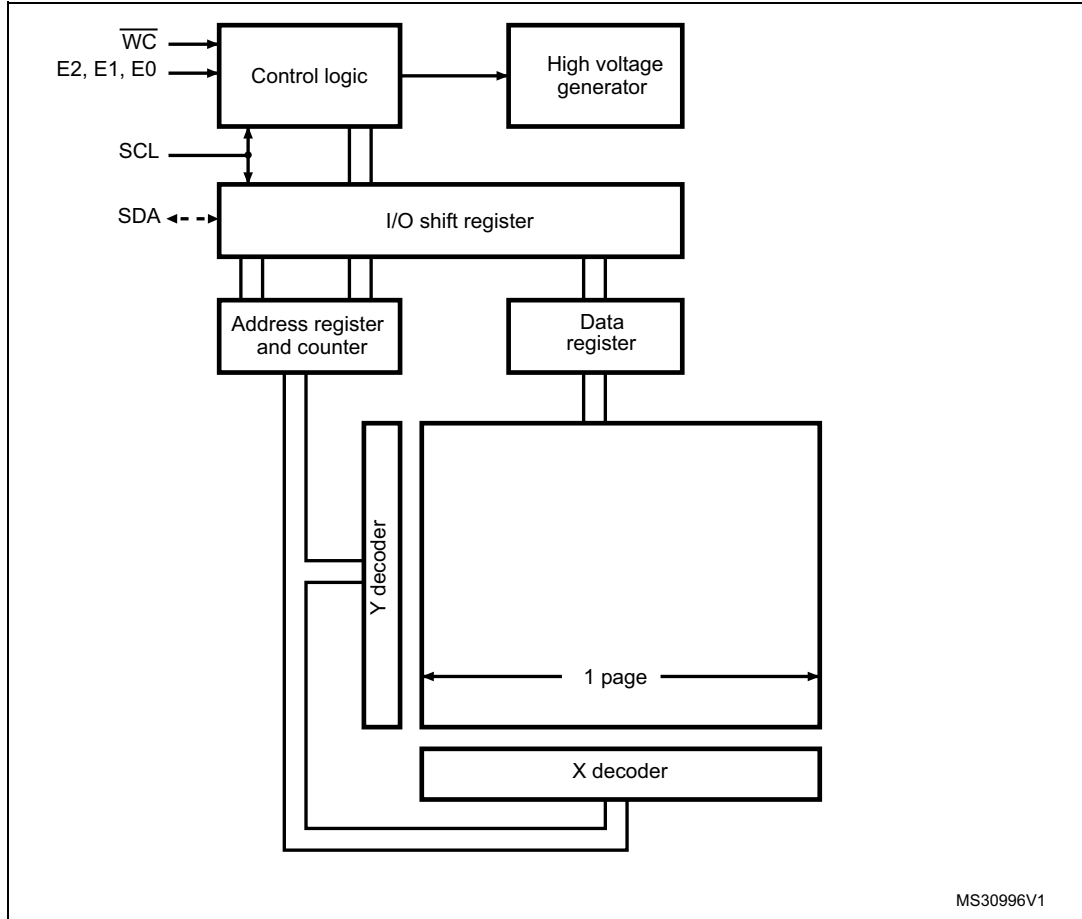 W̅C̅
E2, E1, E0
Control logic
High voltage
generator
SCL
SDA
I/O shift register
Address register
and counter
Data
register
Y decoder
1 page
X decoder
MS30996V1